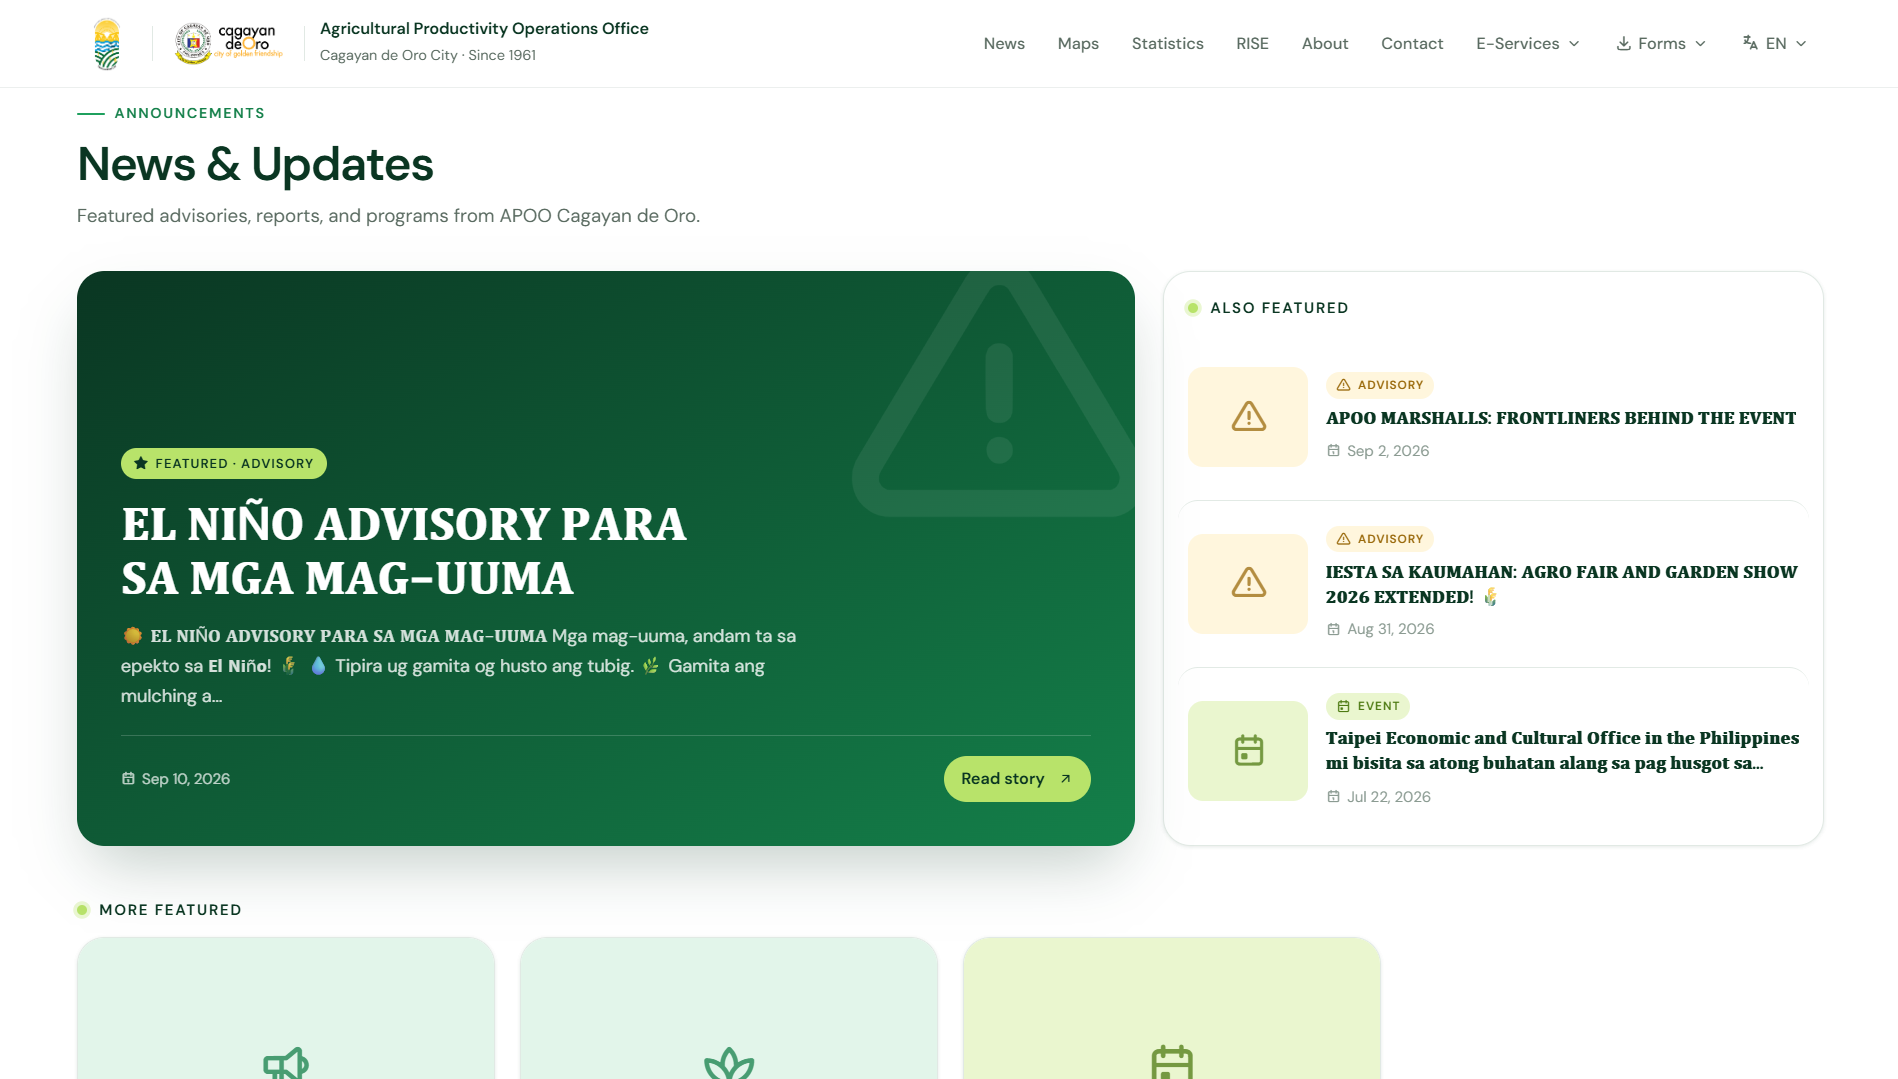 cagayan
de Oro
city of golden friendship
Agricultural Productivity Operations Office
Cagayan de Oro City · Since 1961
News
Maps
Statistics
RISE
About
Contact
E-Services
Forms
EN
ANNOUNCEMENTS
News & Updates
Featured advisories, reports, and programs from APOO Cagayan de Oro.
FEATURED · ADVISORY
EL NIÑO ADVISORY PARA
SA MGA MAG-UUMA
EL NIÑO ADVISORY PARA SA MGA MAG-UUMA Mga mag-uuma, andam ta sa
epekto sa El Niño! 🌾 💧 Tipira ug gamita og husto ang tubig. 🌿 Gamita ang
mulching a...
Sep 10, 2026
Read story
ALSO FEATURED
ADVISORY
APOO MARSHALLS: FRONTLINERS BEHIND THE EVENT
Sep 2, 2026
ADVISORY
IESTA SA KAUMAHAN: AGRO FAIR AND GARDEN SHOW
2026 EXTENDED! 🌾
Aug 31, 2026
EVENT
Taipei Economic and Cultural Office in the Philippines
mi bisita sa atong buhatan alang sa pag husgot sa...
Jul 22, 2026
MORE FEATURED